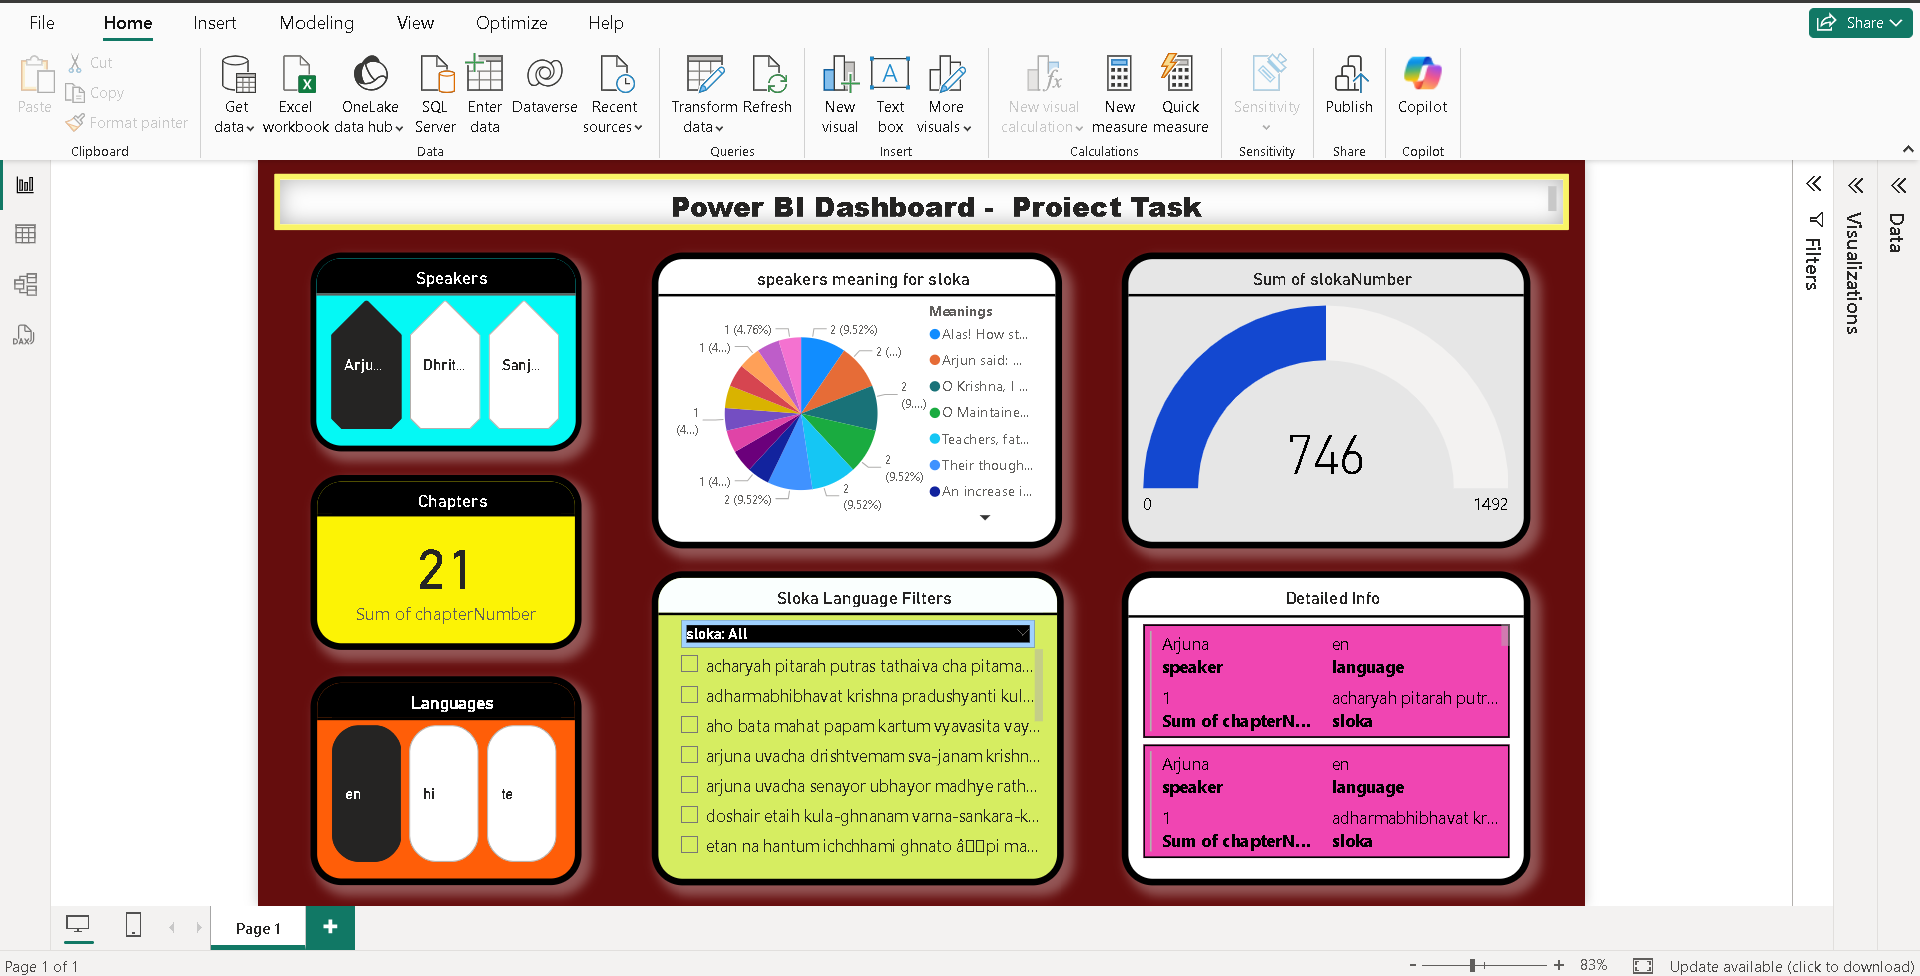 File Home Insert Modeling View Optimize Help
Share
Paste
Cut
Copy
Format painter
Clipboard
Get data
Excel workbook
OneLake data hub
SQL Server
Enter data
Dataverse
Recent sources
Data
Transform data
Refresh
Queries
New visual
Text box
More visuals
Insert
New visual calculation
New measure
Quick measure
Calculations
Sensitivity
Sensitivity
Publish
Share
Copilot
Copilot
Power BI Dashboard - Project Task
Speakers
Arju...
Dhrit...
Sanj...
Chapters
21
Sum of chapterNumber
Languages
en
hi
te
speakers meaning for sloka
1 (4.76%)
2 (9.52%)
1 (4...)
2 (...)
2
(9....)
1
(4...)
2
(9.52%)
1 (4...)
2 (9.52%)
2
(9.52%)
Meanings
Alas! How st...
Arjun said: ...
O Krishna, I ...
O Maintaine...
Teachers, fat...
Their though...
An increase i...
Sum of slokaNumber
746
0
1492
Sloka Language Filters
sloka: All
acharyah pitarah putras tathaiva cha pitama...
adharmabhibhavat krishna pradushyanti kul...
aho bata mahat papam kartum vyavasita vay...
arjuna uvacha drishtvemam sva-janam krishn...
arjuna uvacha senayor ubhayor madhye rath...
doshair etaih kula-ghnanam varna-sankara-k...
etan na hantum ichchhami ghnato â▯▯pi ma...
Detailed Info
Arjuna en
speaker language
1 acharyah pitarah putr...
Sum of chapterN... sloka
Arjuna en
speaker language
1 adharmabhibhavat kr...
Sum of chapterN... sloka
Filters
Visualizations
Data
DAX
Page 1
Page 1 of 1
83%
Update available (click to download)